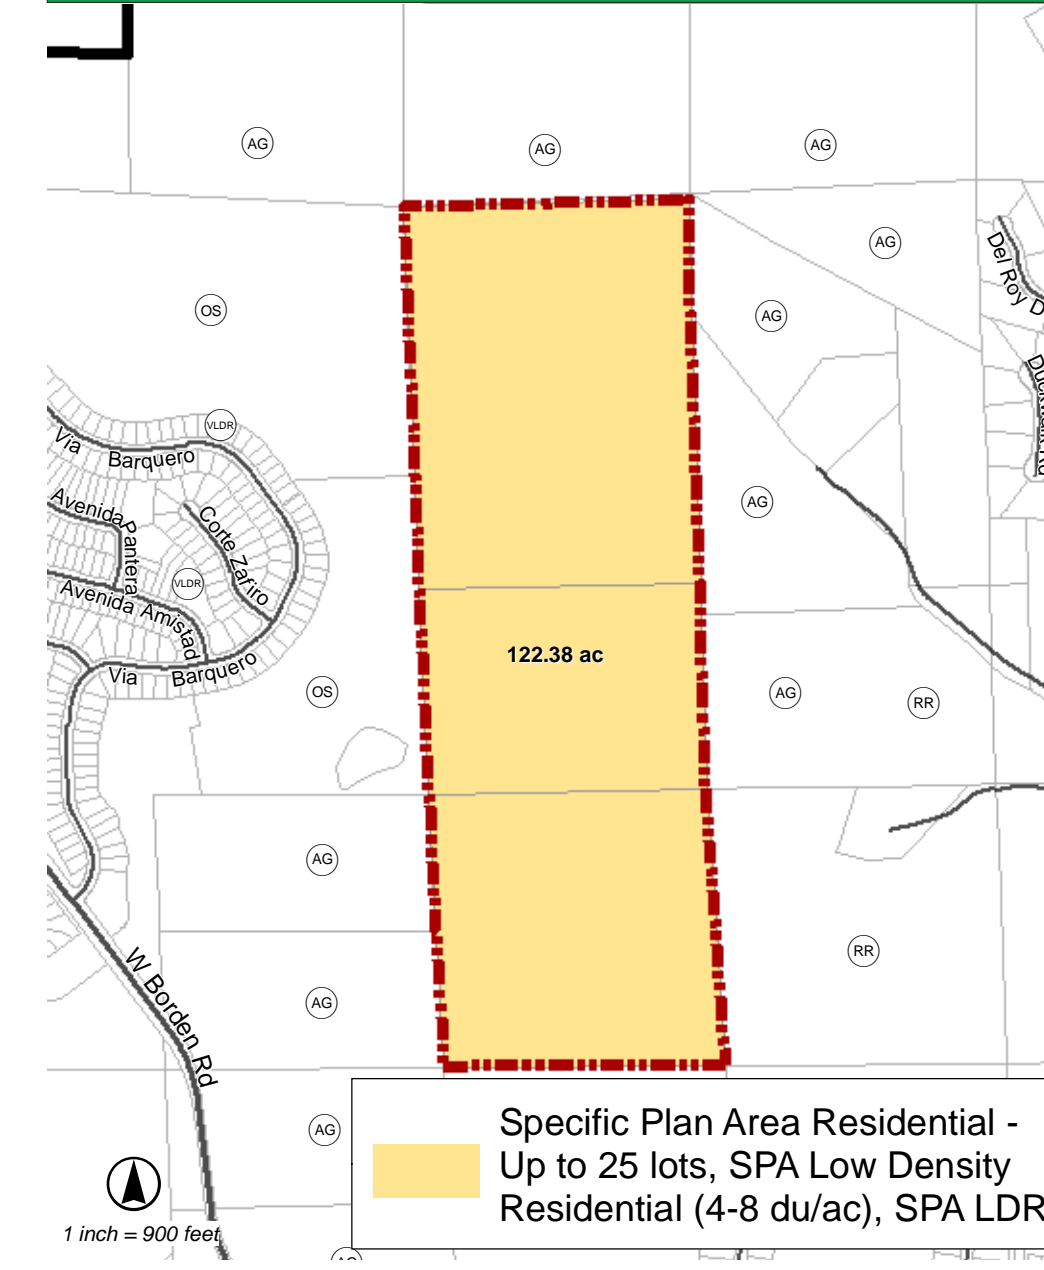 AG
AG
AG
AG
Del Roy D
OS
AG
VLDR
Via
Barquero
Avenida
Pantera
Corte Zafiro
AG
VLDR
Avenida Amistad
122.38 ac
Via
Barquero
OS
AG
RR
AG
RR
W Borden Rd
AG
AG
Specific Plan Area Residential -
Up to 25 lots, SPA Low Density
Residential (4-8 du/ac), SPA LDR
1 inch = 900 feet
AG